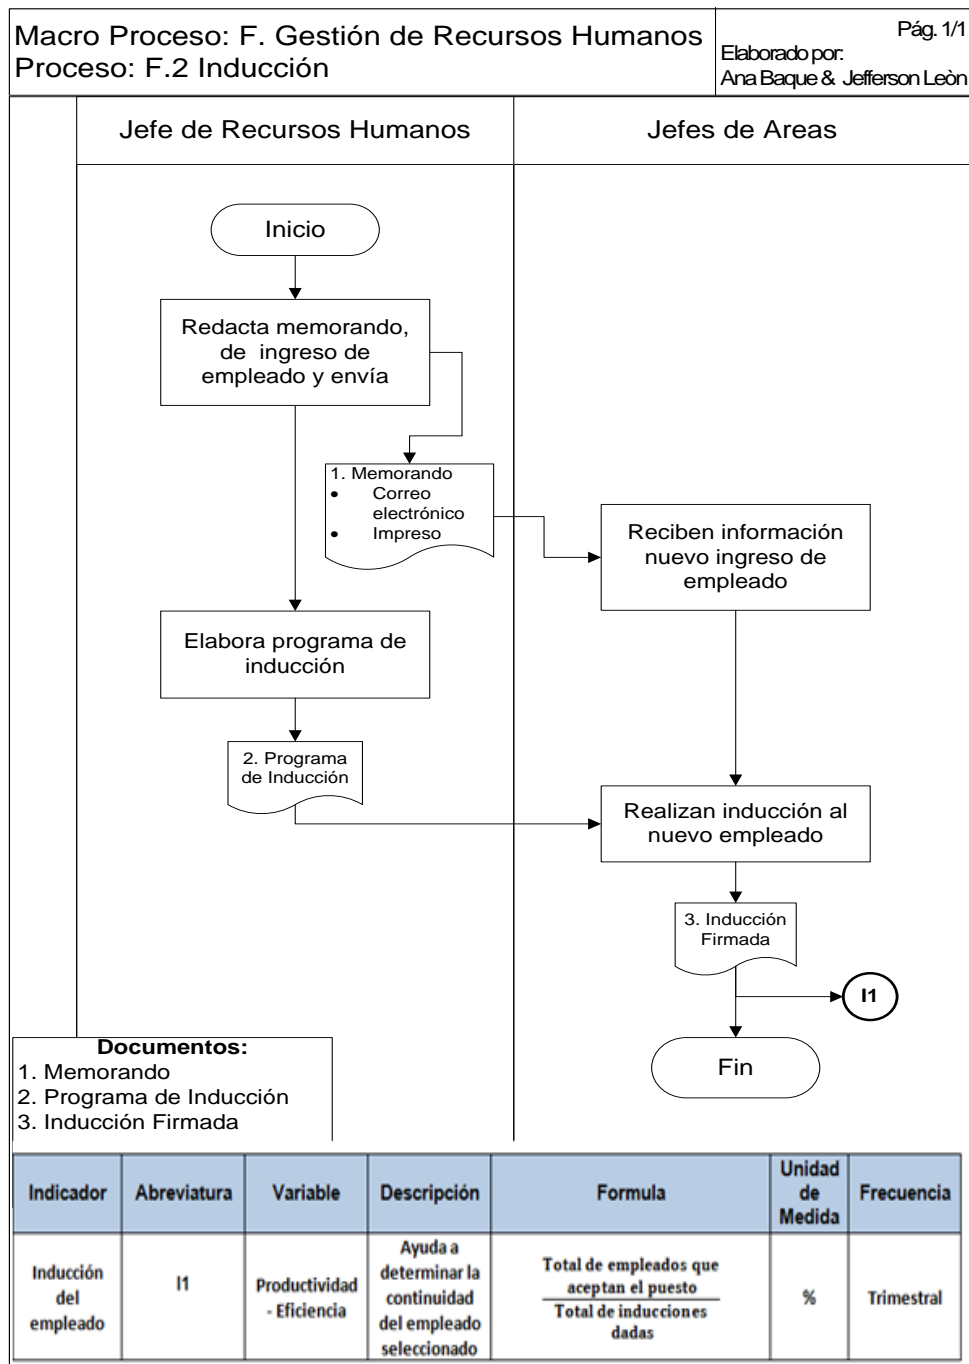 Macro Proceso: F. Gestión de Recursos Humanos
Proceso: F.2 Inducción
Pág. 1/1
Elaborado por:
Ana Baque & Jefferson Leòn
Jefe de Recursos Humanos
Jefes de Areas
Inicio
Redacta memorando,
de ingreso de
empleado y envía
1. Memorando
• Correo
electrónico
• Impreso
Reciben información
nuevo ingreso de
empleado
Elabora programa de
inducción
2. Programa
de Inducción
Realizan inducción al
nuevo empleado
3. Inducción
Firmada
I1
Fin
Documentos:
1. Memorando
2. Programa de Inducción
3. Inducción Firmada
Indicador
Abreviatura
Variable
Descripción
Formula
Unidad
de
Medida
Frecuencia
Inducción
del
empleado
I1
Productividad
- Eficiencia
Ayuda a
determinar la
continuidad
del empleado
seleccionado
Total de empleados que
aceptan el puesto
Total de inducciones
dadas
%
Trimestral